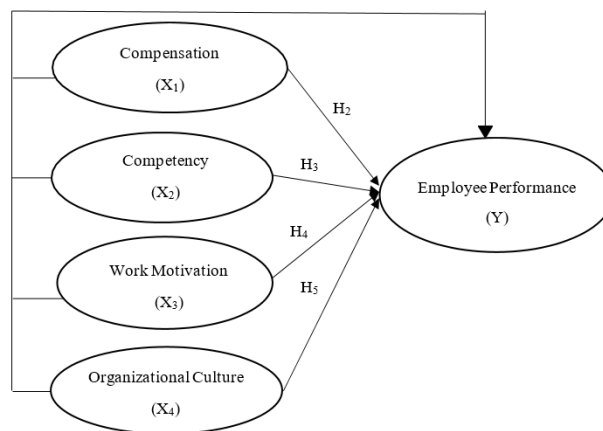 Compensation
(X₁)
H₂
Competency
(X₂)
H₃
Employee Performance
(Y)
H₄
Work Motivation
(X₃)
H₅
Organizational Culture
(X₄)